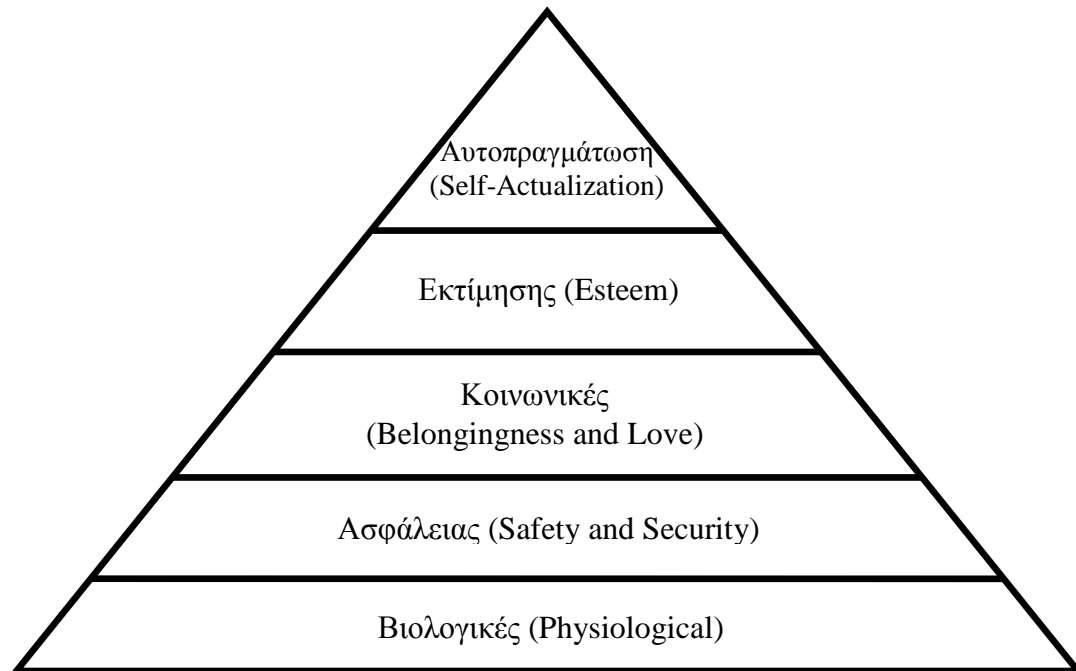 Αυτοπραγμάτωση
(Self-Actualization)
Εκτίμησης (Esteem)
Κοινωνικές
(Belongingness and Love)
Ασφάλειας (Safety and Security)
Βιολογικές (Physiological)